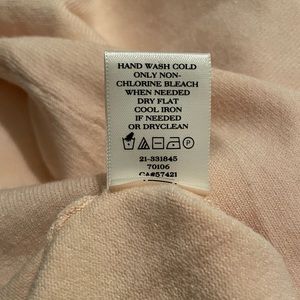 HAND WASH COLD
ONLY NON-
CHLORINE BLEACH
WHEN NEEDED
DRY FLAT
COOL IRON
IF NEEDED
OR DRYCLEAN
P
21-331845
70106
CA#57421